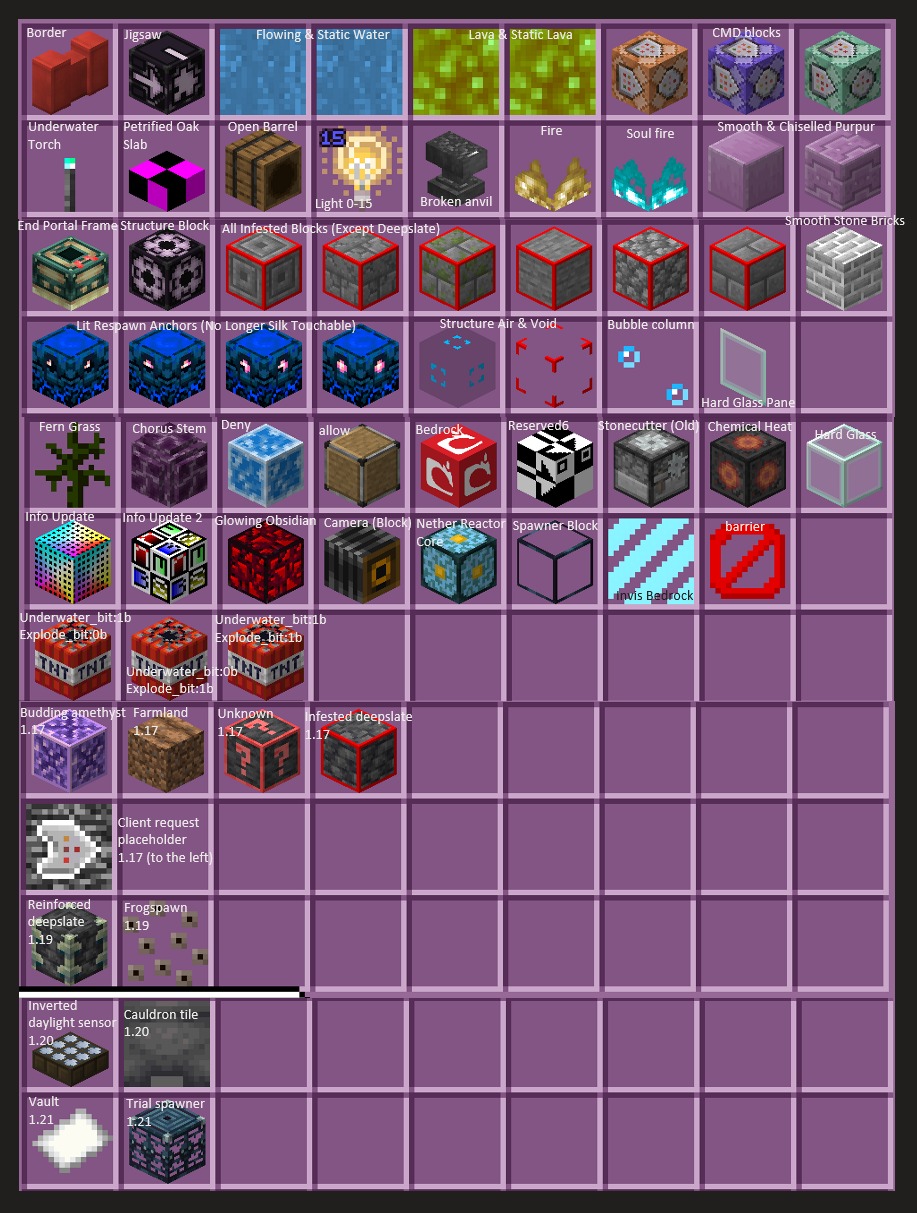 Border
Jigsaw
Flowing & Static Water
Lava & Static Lava
CMD blocks
Underwater
Torch
Petrified Oak
Slab
Open Barrel
15
Light 0-15
Broken anvil
Fire
Soul fire
Smooth & Chiselled Purpur
End Portal Frame
Structure Block
All Infested Blocks (Except Deepslate)
Smooth Stone Bricks
Lit Respawn Anchors (No Longer Silk Touchable)
Structure Air & Void
Bubble column
Hard Glass Pane
Fern Grass
Chorus Stem
Deny
allow
Bedrock
Reserved6
Stonecutter (Old)
Chemical Heat
Hard Glass
Info Update
Info Update 2
Glowing Obsidian
Camera (Block)
Nether Reactor
Core
Spawner Block
Invis Bedrock
barrier
Underwater_bit:1b
Explode_bit:0b
TNT
Underwater_bit:0b
Explode_bit:1b
TNT
Underwater_bit:1b
Explode_bit:1b
TNT
Budding amethyst
1.17
Farmland
1.17
Unknown
1.17
? ?
Infested deepslate
1.17
Client request
placeholder
1.17 (to the left)
Reinforced
deepslate
1.19
Frogspawn
1.19
Inverted
daylight sensor
1.20
Cauldron tile
1.20
Vault
1.21
Trial spawner
1.21